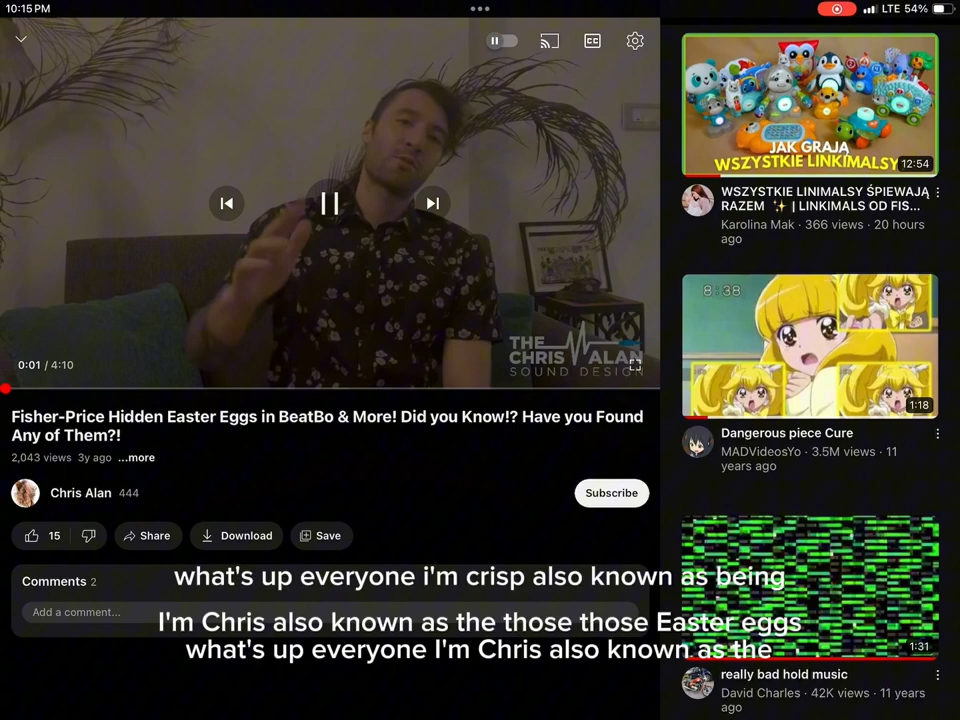 10:15 PM
LTE 54%
CC
THE
CHRIS ALAN
SOUND DESIGN
0:01 / 4:10
Fisher-Price Hidden Easter Eggs in BeatBo & More! Did you Know!? Have you Found
Any of Them?!
2,043 views 3y ago ...more
Chris Alan 444
Subscribe
15
Share
Download
Save
Comments 2
Add a comment...
what's up everyone i'm crisp also known as being
I'm Chris also known as the those those Easter eggs
what's up everyone I'm Chris also known as the
JAK GRAJĄ
WSZYSTKIE LINKIMALSY
12:54
WSZYSTKIE LINIMALSY ŚPIEWAJĄ
RAZEM ✨ | LINKIMALS OD FIS...
Karolina Mak · 366 views · 20 hours
ago
8:38
1:18
Dangerous piece Cure
MADVideosYo · 3.5M views · 11
years ago
1:31
really bad hold music
David Charles · 42K views · 11 years
ago